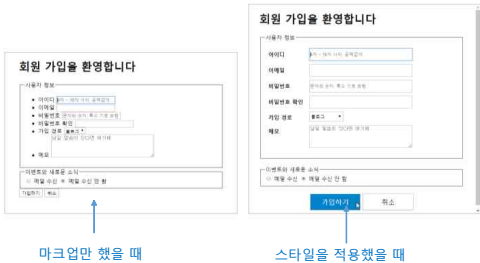 회원 가입을 환영합니다
사용자 정보
아이디
이메일
비밀번호
비밀번호 확인
가입 경로 블로그
메모
이벤트와 새로운 소식
메일 수신 메일 수신 안 함
가입하기 취소
마크업만 했을 때
회원 가입을 환영합니다
사용자 정보
아이디
이메일
비밀번호
비밀번호 확인
가입 경로 블로그
메모
이벤트와 새로운 소식
메일 수신 메일 수신 안 함
가입하기 취소
스타일을 적용했을 때